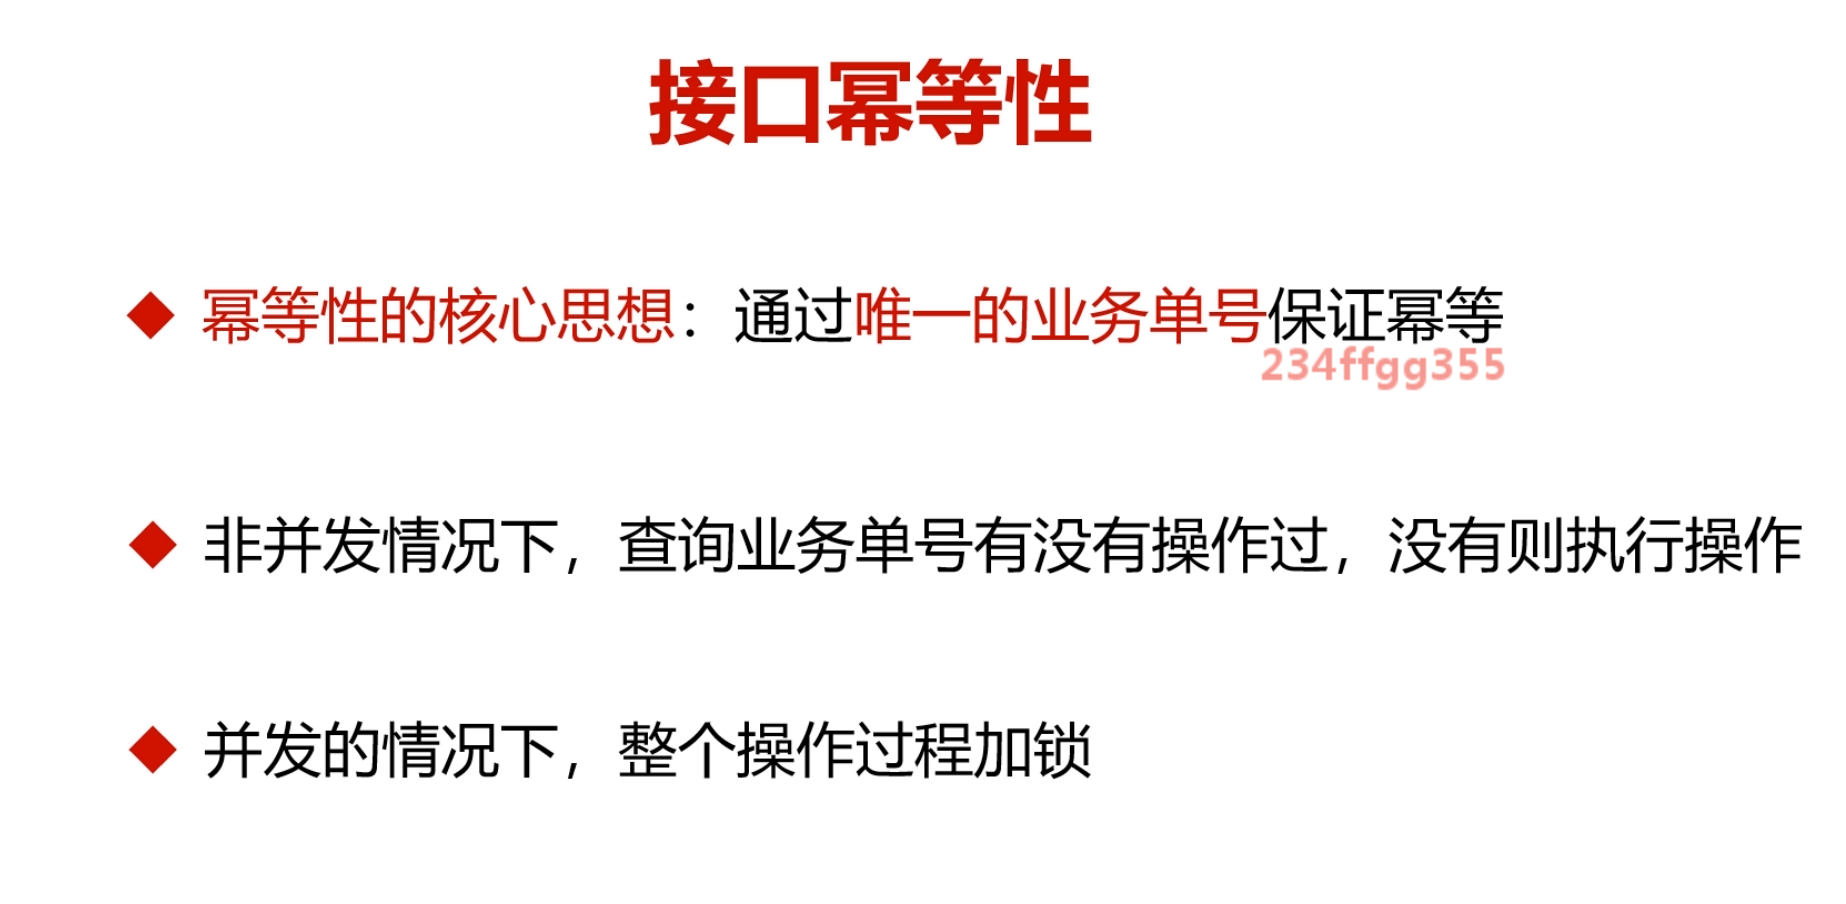 接口幂等性
幂等性的核心思想：通过唯一的业务单号保证幂等
234ffgg355
非并发情况下，查询业务单号有没有操作过，没有则执行操作
并发的情况下，整个操作过程加锁